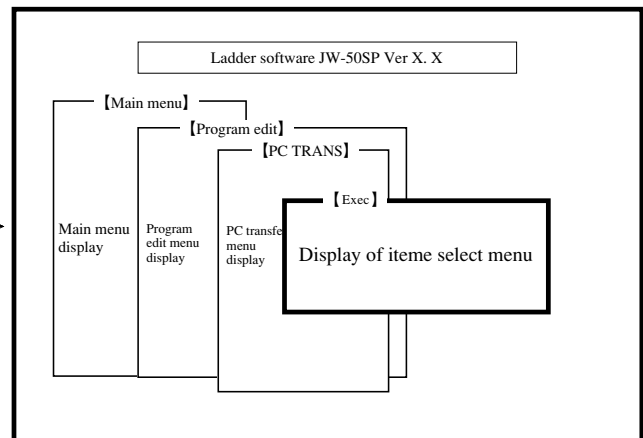 Ladder software JW-50SP Ver X. X
【Main menu】
【Program edit】
【PC TRANS】
【Exec】
Main menu
display
Program
edit menu
display
PC transfe
menu
display
Display of iteme select menu